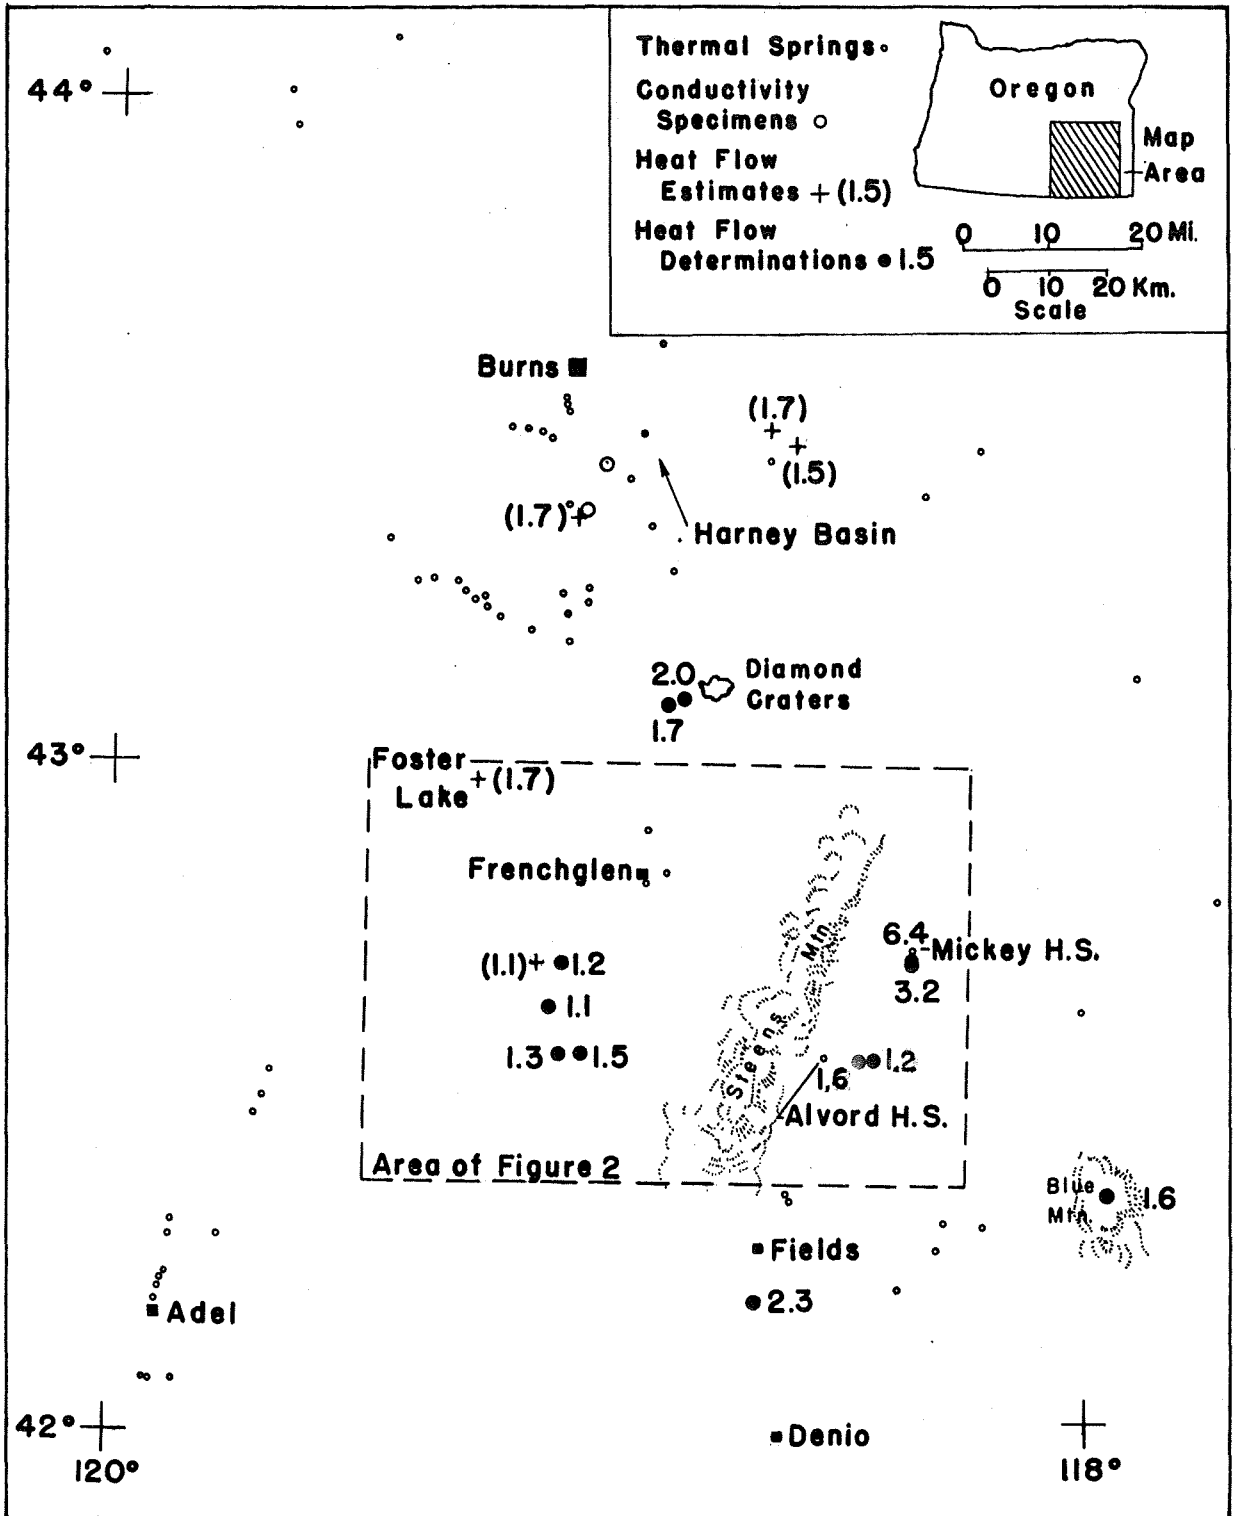 Thermal Springs
Conductivity
Specimens
Heat Flow
Estimates + (1.5)
Heat Flow
Determinations 1.5
Oregon
Map
Area
0 10 20 Mi.
0 10 20 Km.
Scale
44°
Burns
(1.7)
(1.5)
(1.7)
Harney Basin
2.0
Diamond
Craters
1.7
43°
Foster
Lake
(1.7)
Frenchglen
6.4
Mickey H.S.
3.2
(1.1)
1.2
1.1
1.3
1.5
Steens Mtn.
1.6
1.2
Alvord H.S.
Area of Figure 2
Blue
Mtn.
1.6
Fields
2.3
Adel
42°
Denio
120°
118°